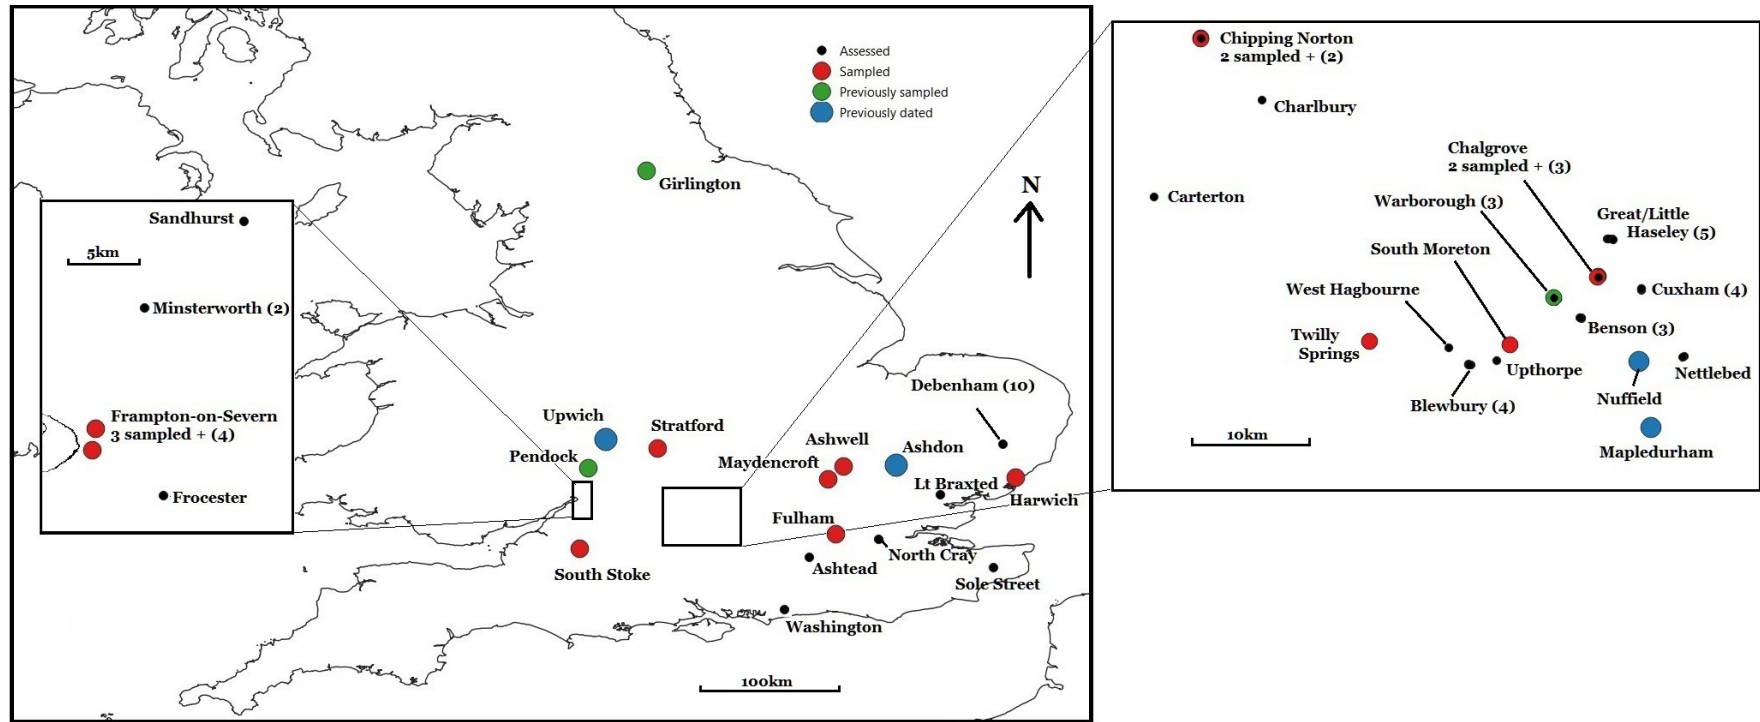 Assessed
Sampled
Previously sampled
Previously dated
Girlington
N
Sandhurst
5km
Minsterworth (2)
Frampton-on-Severn
3 sampled + (4)
Frocester
Debenham (10)
Upwich
Stratford
Ashwell
Ashdon
Pendock
Maydencroft
Lt Braxted
Harwich
Fulham
North Cray
Ashtead
South Stoke
Sole Street
Washington
100km
Chipping Norton
2 sampled + (2)
Charlbury
Chalgrove
2 sampled + (3)
Carterton
Warborough (3)
Great/Little
Haseley (5)
South Moreton
West Hagbourne
Cuxham (4)
Benson (3)
Twilly
Springs
Upthorpe
Nettlebed
Nuffield
Blewbury (4)
10km
Mapledurham